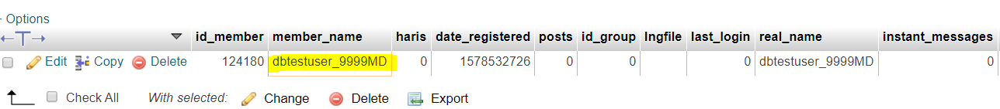 Options
←T→ id_member member_name haris date_registered posts id_group lngfile last_login real_name instant_messages
Edit Copy Delete 124180 dbtestuser_9999MD 0 1578532726 0 0 0 dbtestuser_9999MD 0
Check All With selected: Change Delete Export